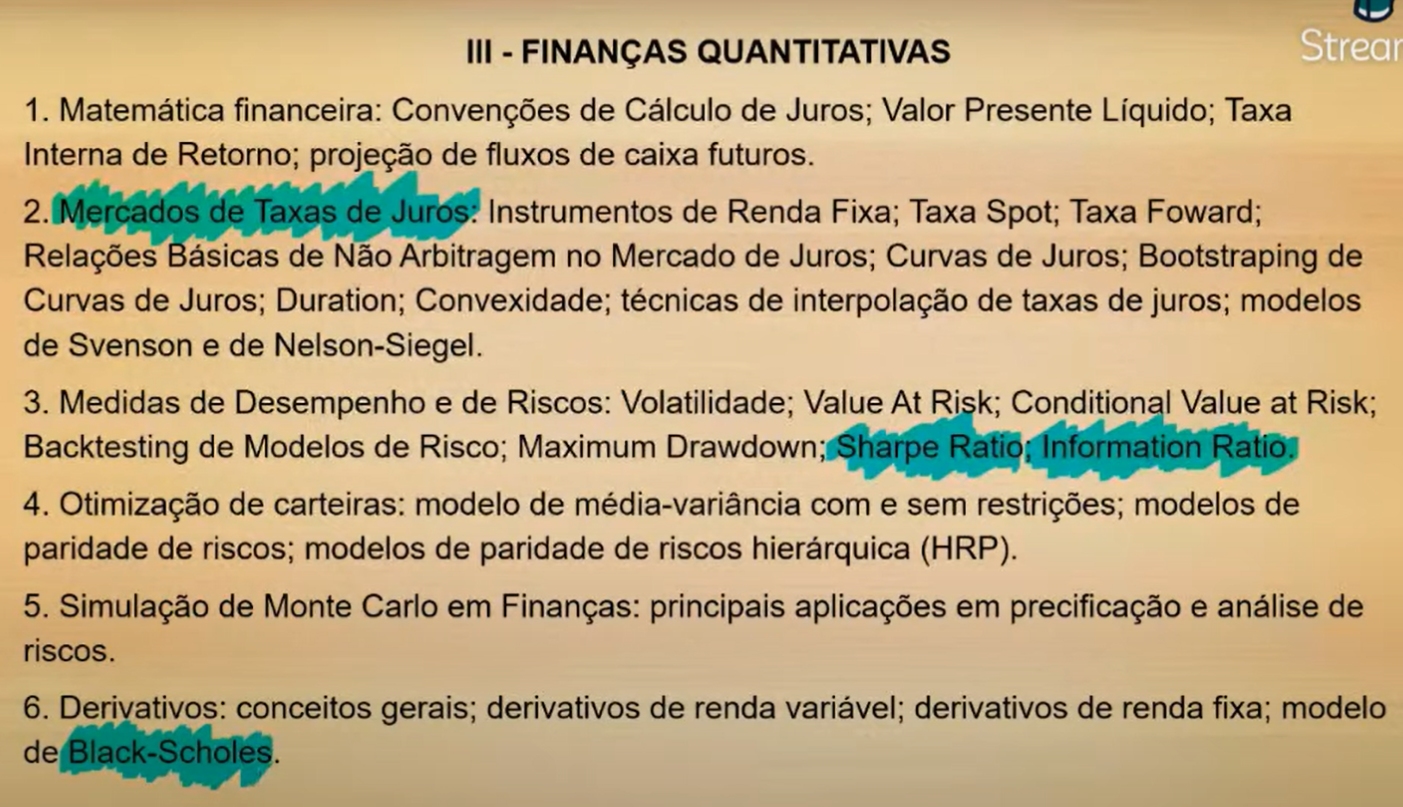 Strear
III - FINANÇAS QUANTITATIVAS
1. Matemática financeira: Convenções de Cálculo de Juros; Valor Presente Líquido; Taxa
Interna de Retorno; projeção de fluxos de caixa futuros.
2. Mercados de Taxas de Juros: Instrumentos de Renda Fixa; Taxa Spot; Taxa Foward;
Relações Básicas de Não Arbitragem no Mercado de Juros; Curvas de Juros; Bootstraping de
Curvas de Juros; Duration; Convexidade; técnicas de interpolação de taxas de juros; modelos
de Svenson e de Nelson-Siegel.
3. Medidas de Desempenho e de Riscos: Volatilidade; Value At Risk; Conditional Value at Risk;
Backtesting de Modelos de Risco; Maximum Drawdown; Sharpe Ratio; Information Ratio.
4. Otimização de carteiras: modelo de média-variância com e sem restrições; modelos de
paridade de riscos; modelos de paridade de riscos hierárquica (HRP).
5. Simulação de Monte Carlo em Finanças: principais aplicações em precificação e análise de
riscos.
6. Derivativos: conceitos gerais; derivativos de renda variável; derivativos de renda fixa; modelo
de Black-Scholes.